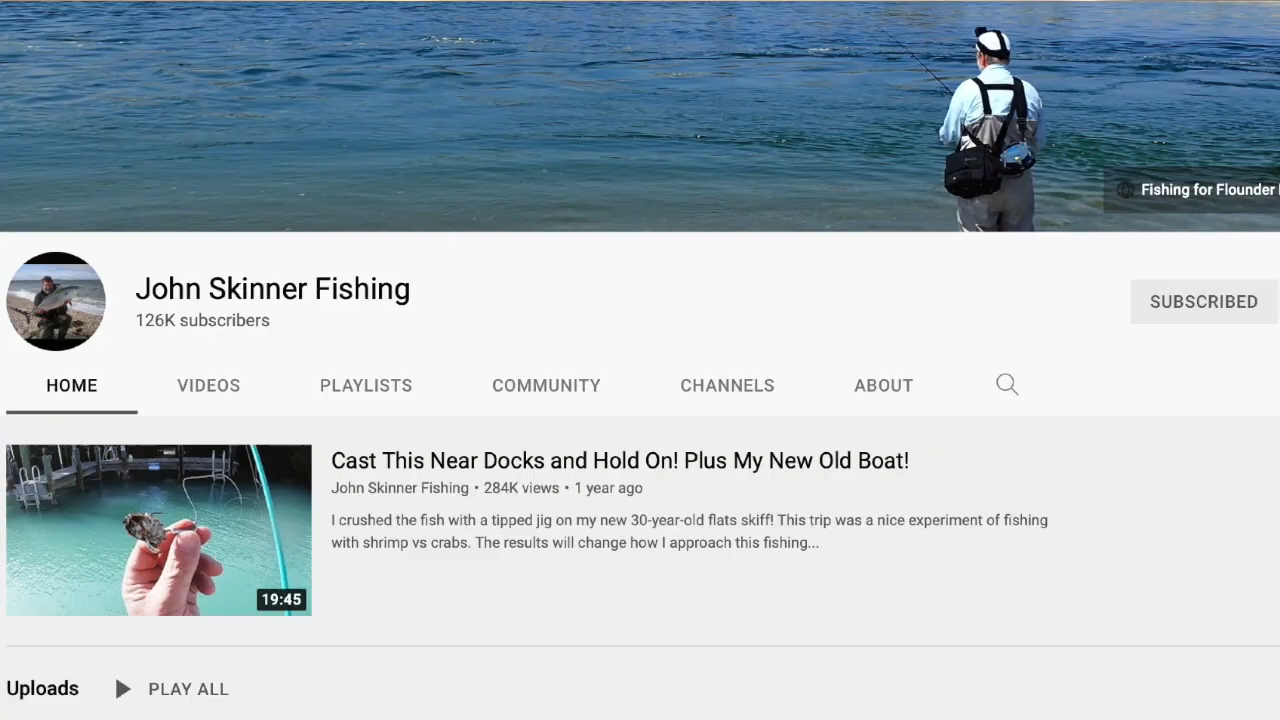 Fishing for Flounder
John Skinner Fishing
126K subscribers
SUBSCRIBED
HOME VIDEOS PLAYLISTS COMMUNITY CHANNELS ABOUT
Cast This Near Docks and Hold On! Plus My New Old Boat!
John Skinner Fishing • 284K views • 1 year ago
I crushed the fish with a tipped jig on my new 30-year-old flats skiff! This trip was a nice experiment of fishing
with shrimp vs crabs. The results will change how I approach this fishing...
19:45
Uploads PLAY ALL